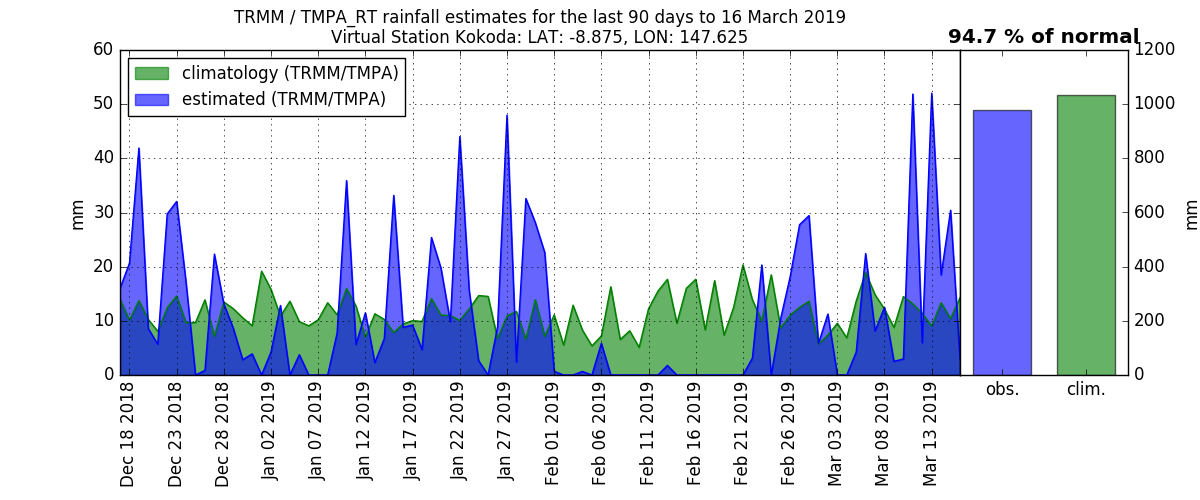 TRMM / TMPA_RT rainfall estimates for the last 90 days to 16 March 2019
Virtual Station Kokoda: LAT: -8.875, LON: 147.625
94.7 % of normal
climatology (TRMM/TMPA)
estimated (TRMM/TMPA)
60
50
40
30
20
10
0
mm
1200
1000
800
600
400
200
0
mm
Dec 18 2018
Dec 23 2018
Dec 28 2018
Jan 02 2019
Jan 07 2019
Jan 12 2019
Jan 17 2019
Jan 22 2019
Jan 27 2019
Feb 01 2019
Feb 06 2019
Feb 11 2019
Feb 16 2019
Feb 21 2019
Feb 26 2019
Mar 03 2019
Mar 08 2019
Mar 13 2019
obs.
clim.